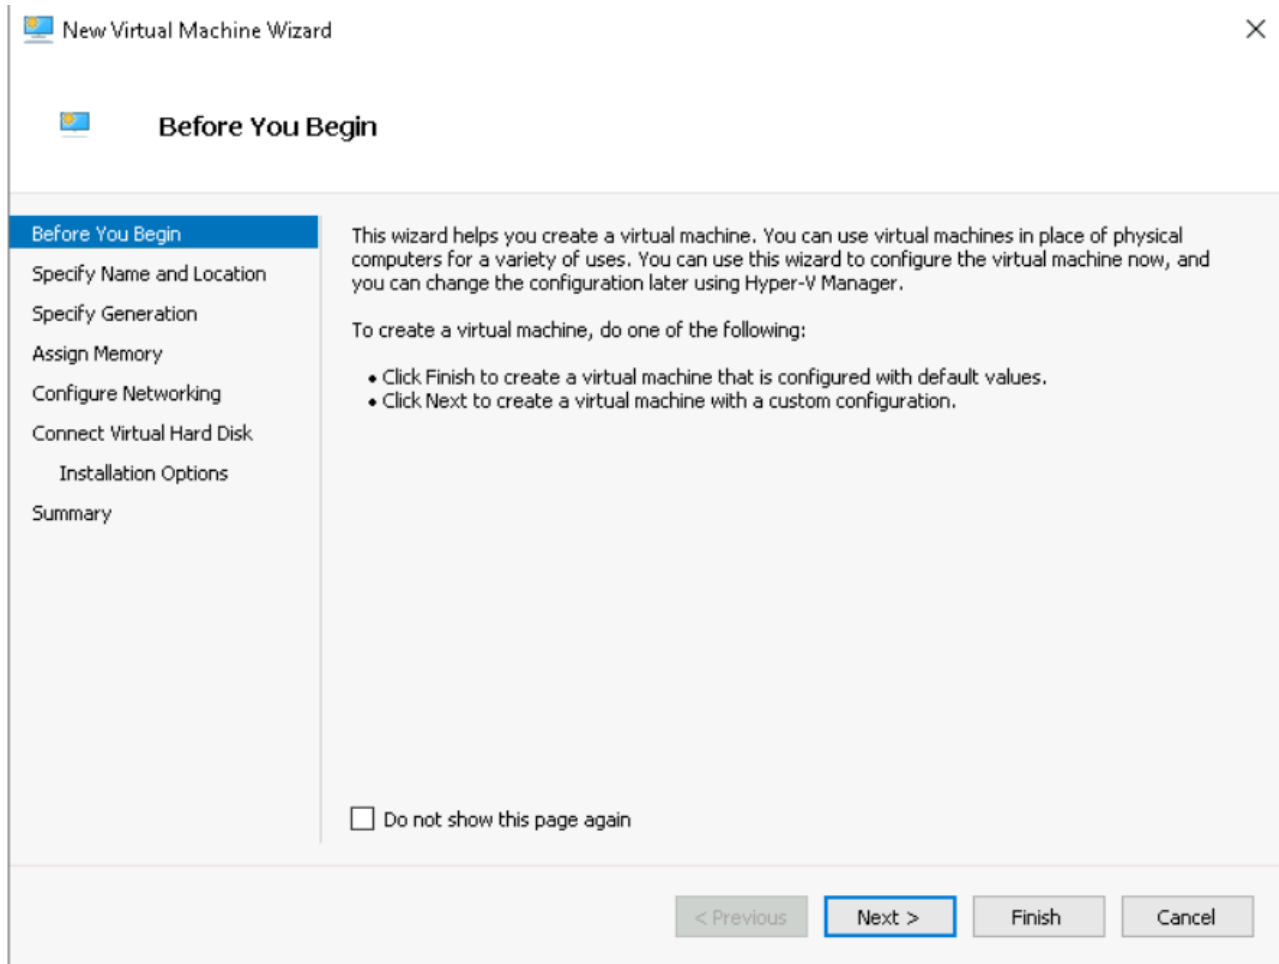 New Virtual Machine Wizard
Before You Begin
Before You Begin
Specify Name and Location
Specify Generation
Assign Memory
Configure Networking
Connect Virtual Hard Disk
Installation Options
Summary
This wizard helps you create a virtual machine. You can use virtual machines in place of physical
computers for a variety of uses. You can use this wizard to configure the virtual machine now, and
you can change the configuration later using Hyper-V Manager.
To create a virtual machine, do one of the following:
• Click Finish to create a virtual machine that is configured with default values.
• Click Next to create a virtual machine with a custom configuration.
Do not show this page again
< Previous
Next >
Finish
Cancel